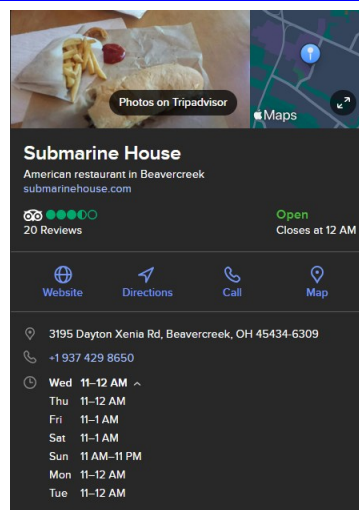 Photos on Tripadvisor
Maps
Submarine House
American restaurant in Beavercreek
submarinehouse.com
Open
20 Reviews
Closes at 12 AM
Website
Directions
Call
Map
3195 Dayton Xenia Rd, Beavercreek, OH 45434-6309
+1 937 429 8650
Wed 11–12 AM
Thu 11–12 AM
Fri 11–1 AM
Sat 11–1 AM
Sun 11 AM–11 PM
Mon 11–12 AM
Tue 11–12 AM